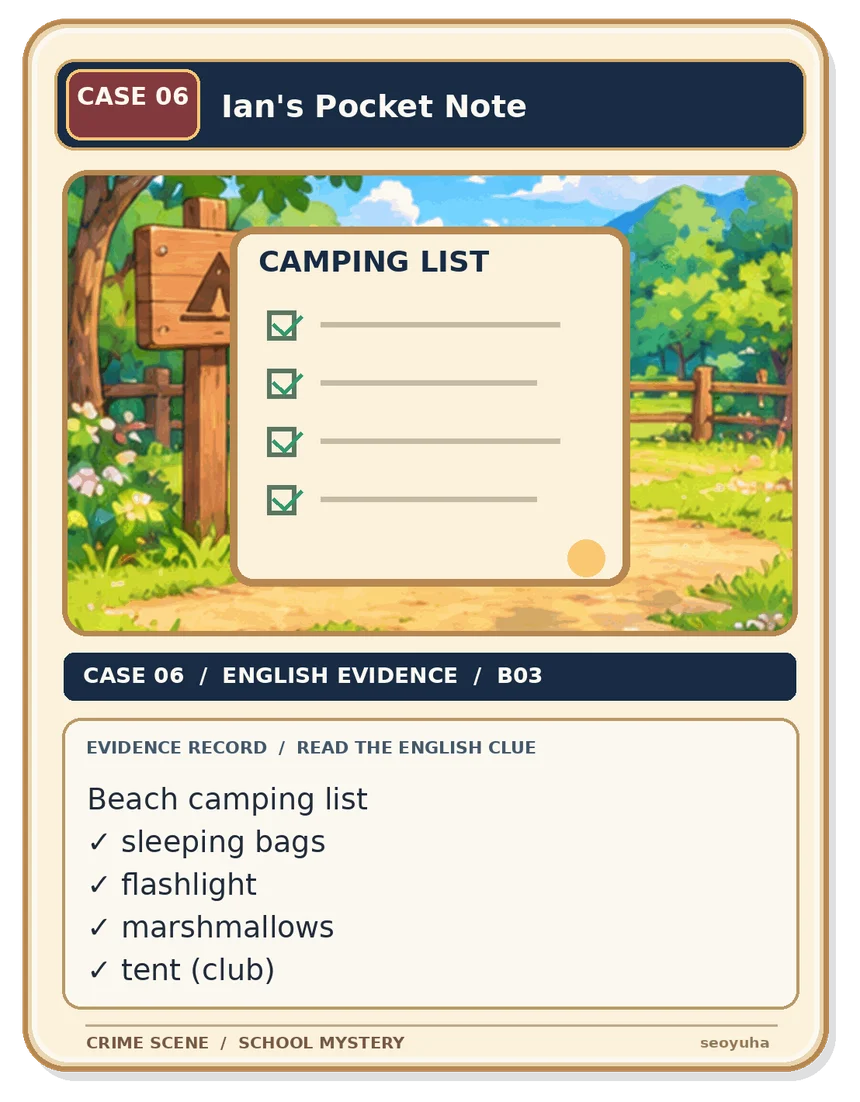 CASE 06
Ian's Pocket Note
CAMPING LIST
CASE 06 / ENGLISH EVIDENCE / B03
EVIDENCE RECORD / READ THE ENGLISH CLUE
Beach camping list
✓ sleeping bags
✓ flashlight
✓ marshmallows
✓ tent (club)
CRIME SCENE / SCHOOL MYSTERY
seoyuha